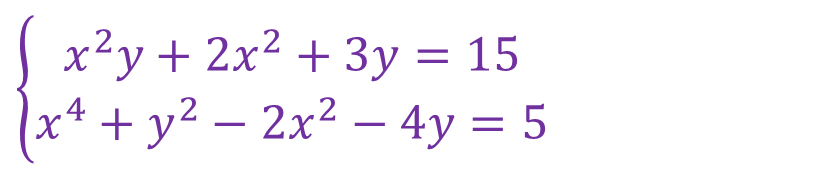 x²y + 2x² + 3y = 15
x⁴ + y² − 2x² − 4y = 5